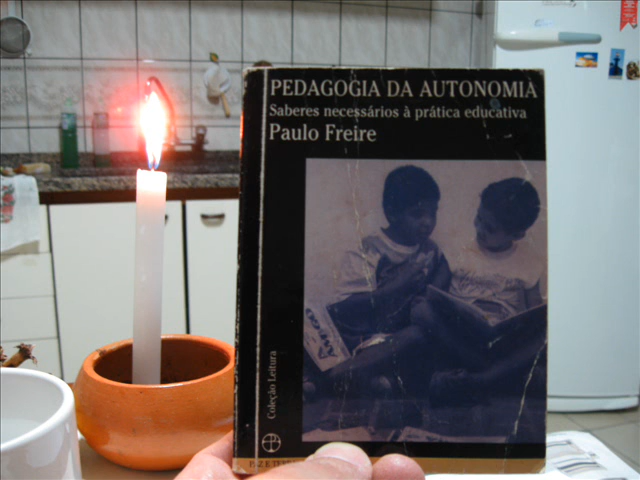 PEDAGOGIA DA AUTONOMIA
Saberes necessários à prática educativa
Paulo Freire
Coleção Leitura